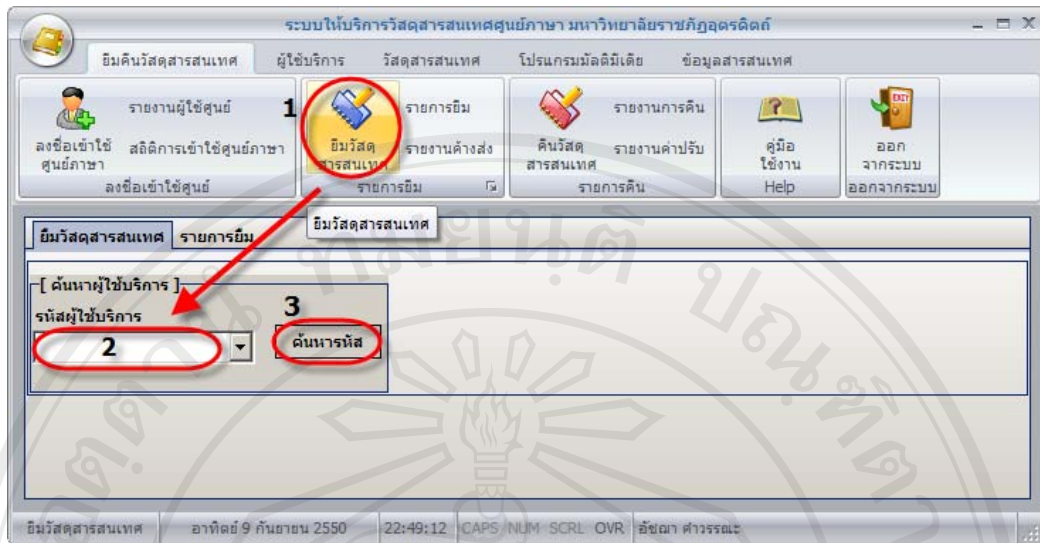 ระบบให้บริการวัสดุสารสนเทศศูนย์ภาษา มหาวิทยาลัยราชภัฏอุตรดิตถ์
ยืมคืนวัสดุสารสนเทศ ผู้ใช้บริการ วัสดุสารสนเทศ โปรแกรมมัลติมีเดีย ข้อมูลสารสนเทศ
ลงชื่อเข้าใช้
ศูนย์ภาษา
รายงานผู้ใช้ศูนย์
สถิติการเข้าใช้ศูนย์ภาษา
ลงชื่อเข้าใช้ศูนย์
1
ยืมวัสดุ
สารสนเทศ
รายการยืม
รายงานค้างส่ง
รายการยืม
คืนวัสดุ
สารสนเทศ
รายงานการคืน
รายงานค่าปรับ
รายการคืน
คู่มือ
ใช้งาน
Help
EXIT
ออก
จากระบบ
ออกจากระบบ
ยืมวัสดุสารสนเทศ
ยืมวัสดุสารสนเทศ รายการยืม
[ ค้นหาผู้ใช้บริการ ]
รหัสผู้ใช้บริการ
2
3
ค้นหารหัส
ยืมวัสดุสารสนเทศ อาทิตย์ 9 กันยายน 2550 22:49:12 CAPS NUM SCRL OVR อัชฌา ศาวรรณะ